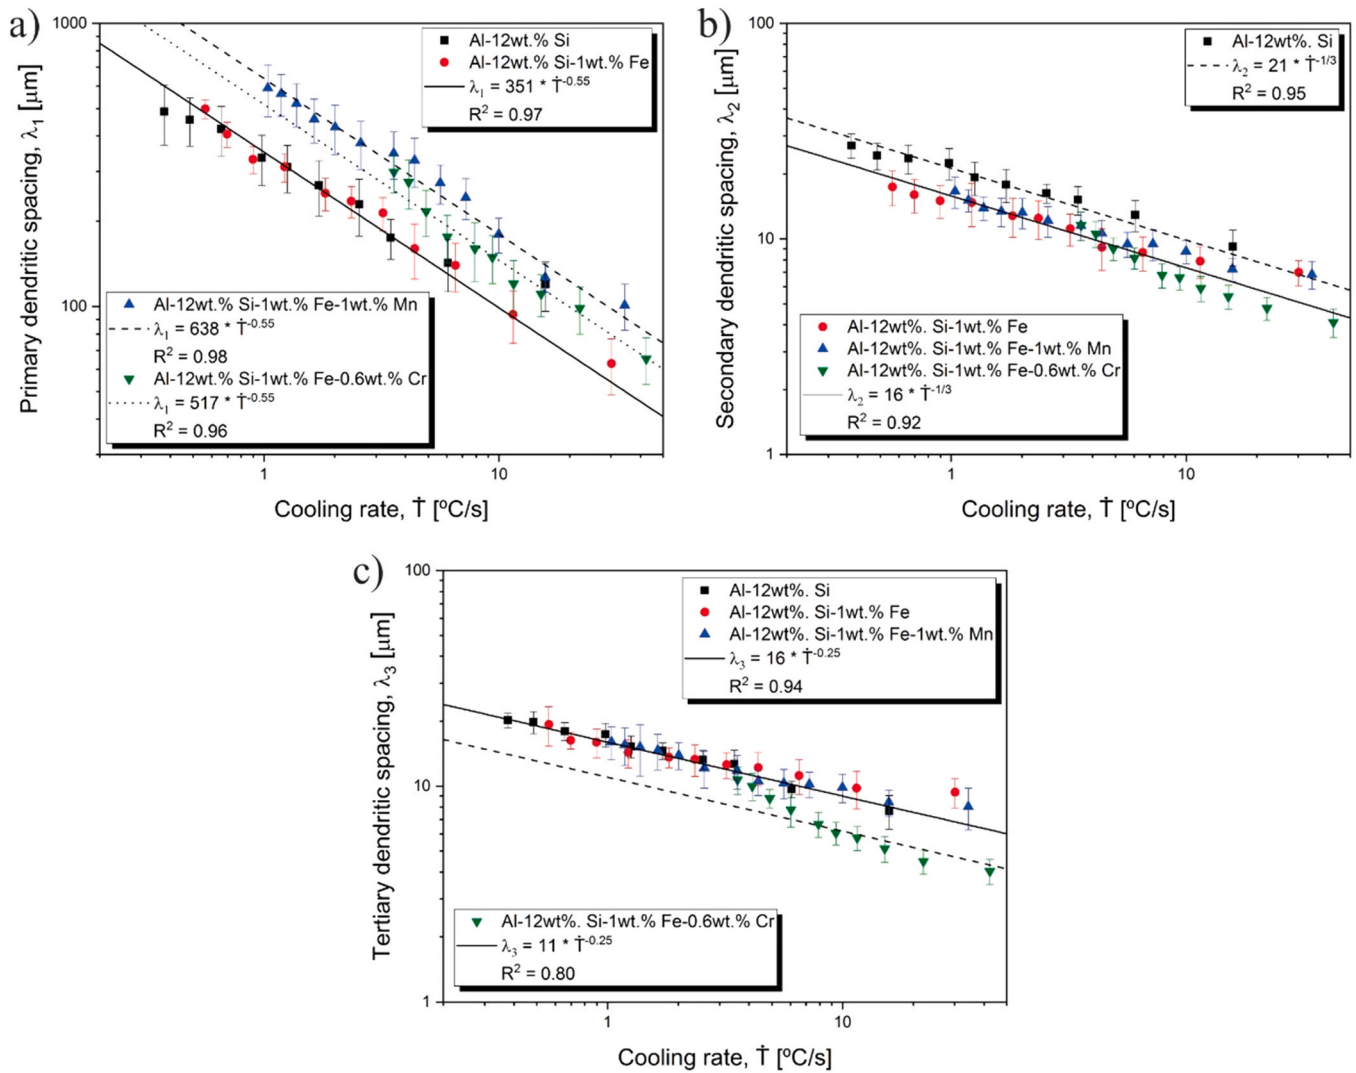 a)
1000
100
Primary dendritic spacing, λ1 [μm]
Al-12wt.% Si
Al-12wt.% Si-1wt.% Fe
λ1 = 351 * Ṫ-0.55
R2 = 0.97
Al-12wt.% Si-1wt.% Fe-1wt.% Mn
λ1 = 638 * Ṫ-0.55
R2 = 0.98
Al-12wt.% Si-1wt.% Fe-0.6wt.% Cr
λ1 = 517 * Ṫ-0.55
R2 = 0.96
1 10
Cooling rate, Ṫ [ºC/s]
b)
100
10
1
Secondary dendritic spacing, λ2 [μm]
Al-12wt%. Si
λ2 = 21 * Ṫ-1/3
R2 = 0.95
Al-12wt%. Si-1wt.% Fe
Al-12wt%. Si-1wt.% Fe-1wt.% Mn
Al-12wt%. Si-1wt.% Fe-0.6wt.% Cr
λ2 = 16 * Ṫ-1/3
R2 = 0.92
1 10
Cooling rate, Ṫ [ºC/s]
c)
100
10
1
Tertiary dendritic spacing, λ3 [μm]
Al-12wt%. Si
Al-12wt%. Si-1wt.% Fe
Al-12wt%. Si-1wt.% Fe-1wt.% Mn
λ3 = 16 * Ṫ-0.25
R2 = 0.94
Al-12wt%. Si-1wt.% Fe-0.6wt.% Cr
λ3 = 11 * Ṫ-0.25
R2 = 0.80
1 10
Cooling rate, Ṫ [ºC/s]